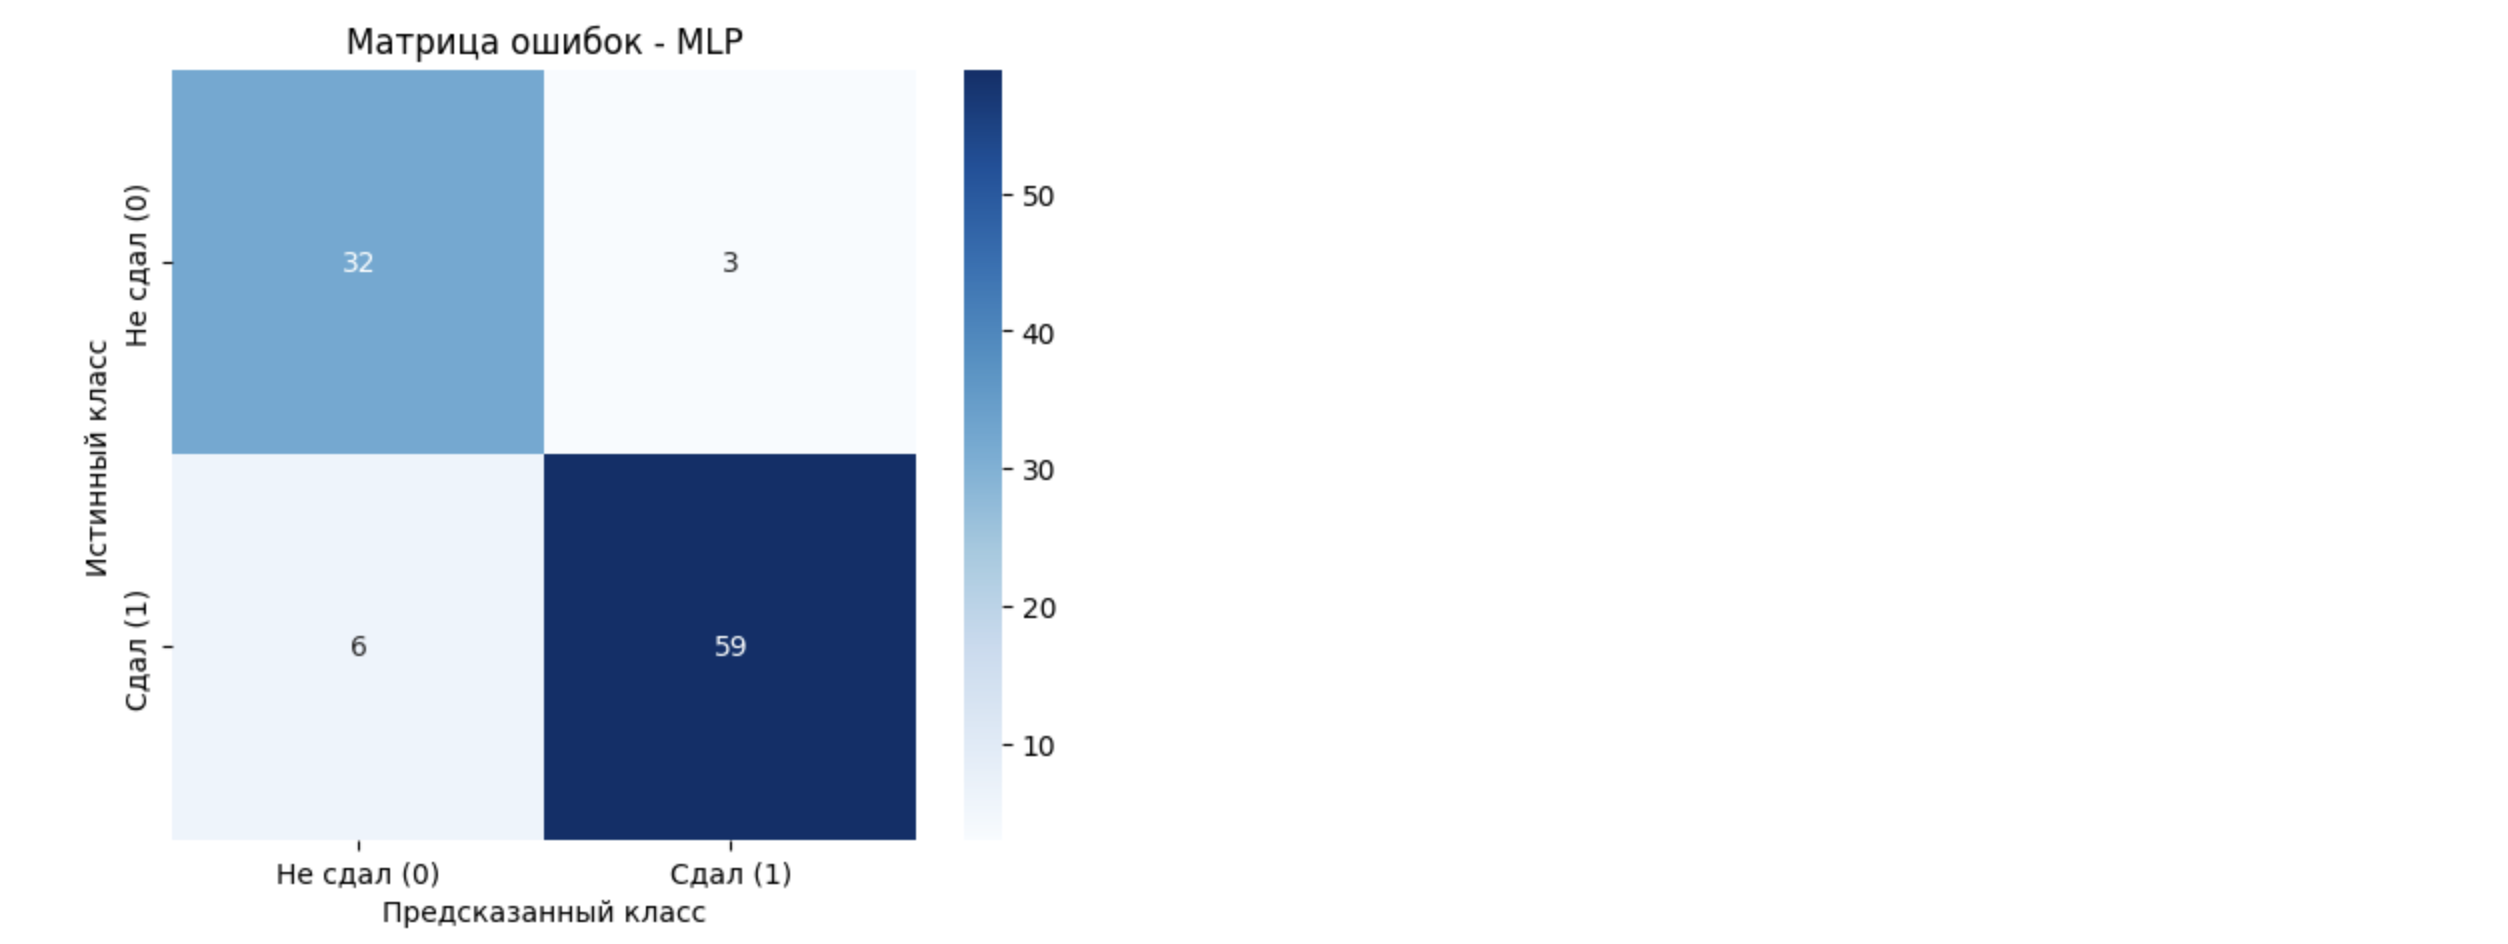 Матрица ошибок - MLP
Истинный класс
Не сдал (0)
Сдал (1)
32
3
6
59
Не сдал (0)
Сдал (1)
Предсказанный класс
50
40
30
20
10